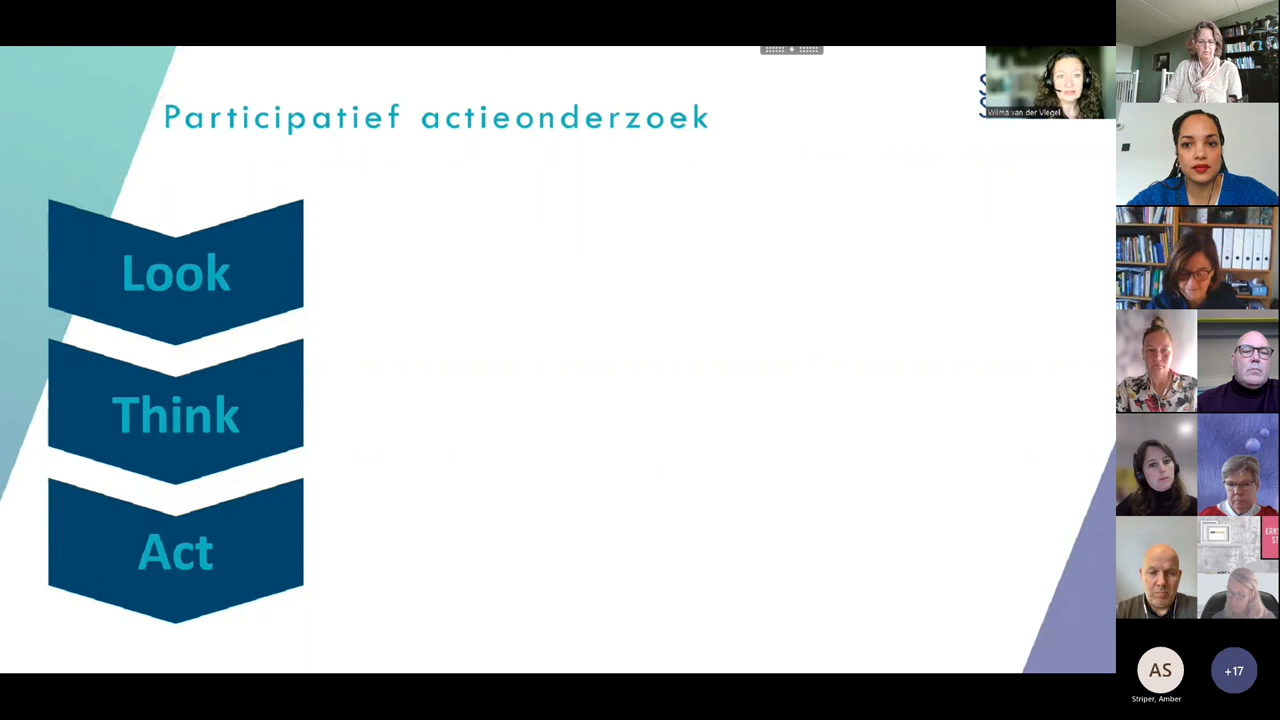 Participatief actieonderzoek
Wilma van der Vlegel
Look
Think
Act
AS
+17
Striper, Amber